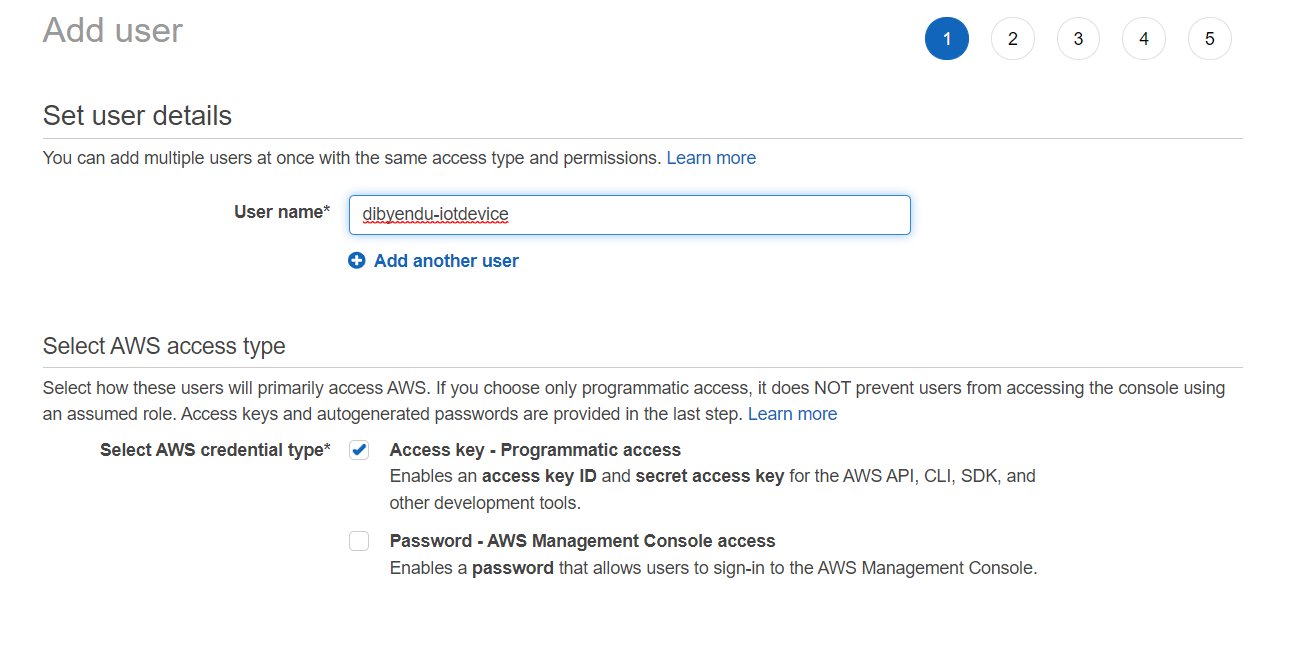 Add user
1 2 3 4 5
Set user details
You can add multiple users at once with the same access type and permissions. Learn more
User name* dibyendu-iotdevice
Add another user
Select AWS access type
Select how these users will primarily access AWS. If you choose only programmatic access, it does NOT prevent users from accessing the console using
an assumed role. Access keys and autogenerated passwords are provided in the last step. Learn more
Select AWS credential type* Access key - Programmatic access
Enables an access key ID and secret access key for the AWS API, CLI, SDK, and
other development tools.
Password - AWS Management Console access
Enables a password that allows users to sign-in to the AWS Management Console.